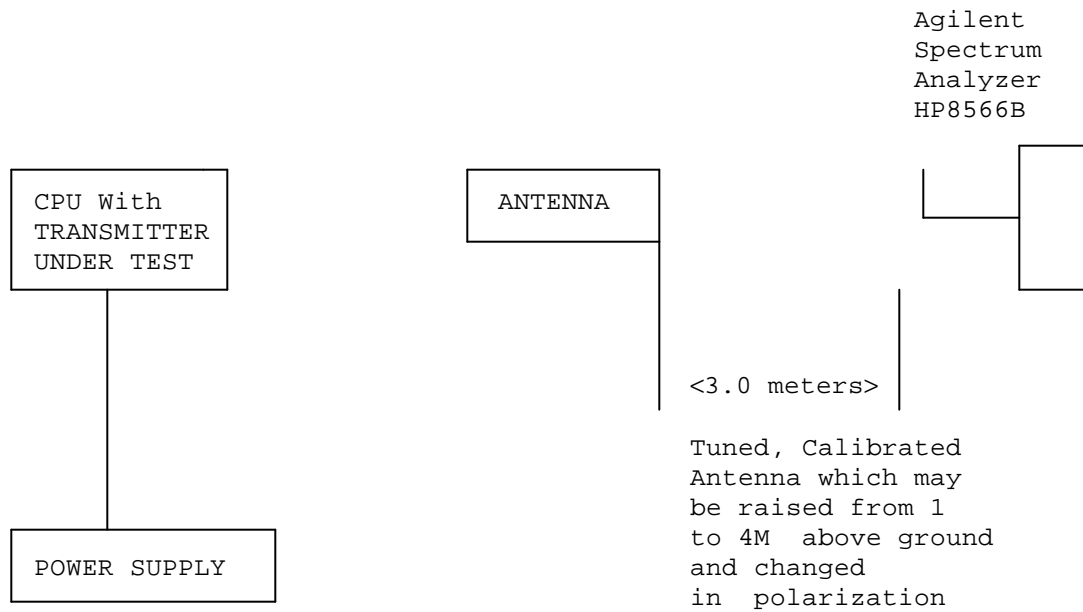 Agilent
Spectrum
Analyzer
HP8566B
CPU With
TRANSMITTER
UNDER TEST
ANTENNA
<3.0 meters>
Tuned, Calibrated
Antenna which may
be raised from 1
to 4M above ground
and changed
in polarization
POWER SUPPLY